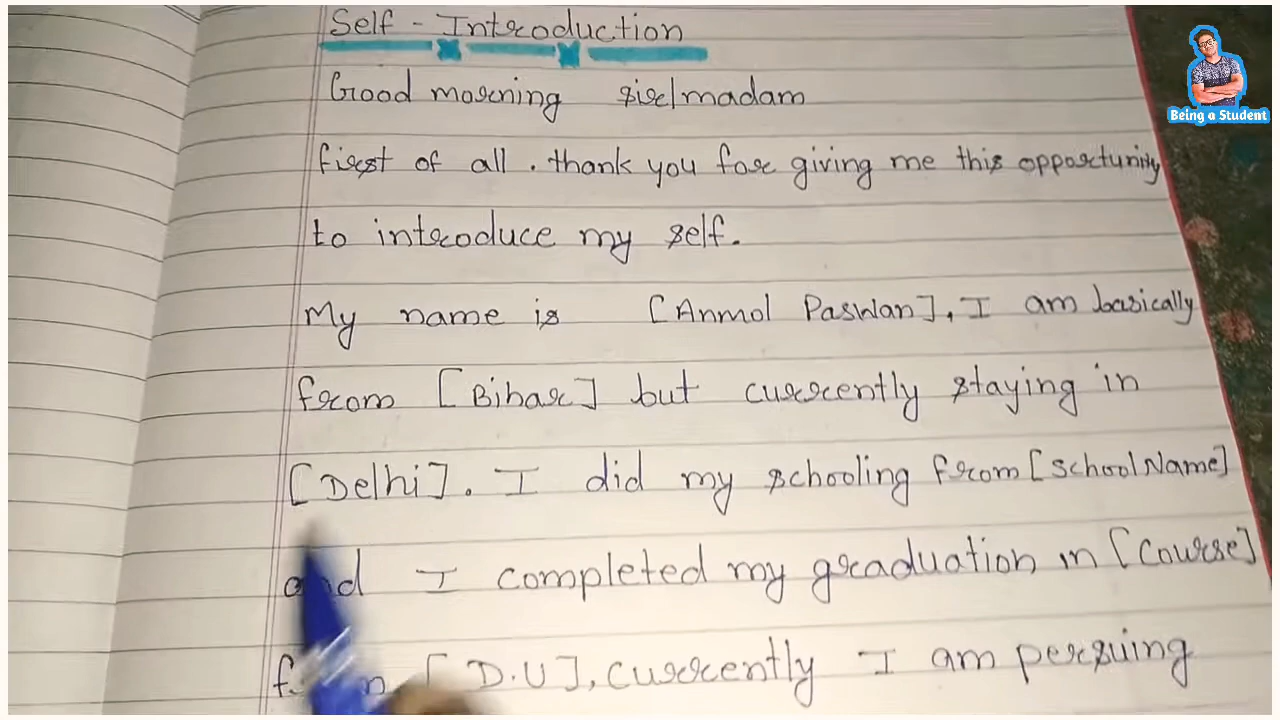 Self - Introduction
Good morning sir/madam
first of all . thank you for giving me this opportunity
to introduce my self.
My name is [Anmol Paswan], I am basically
from [Bihar] but currently staying in
[Delhi]. I did my schooling from [School Name]
and I completed my graduation in [Course]
from [D.U], currently I am persuing
Being a Student